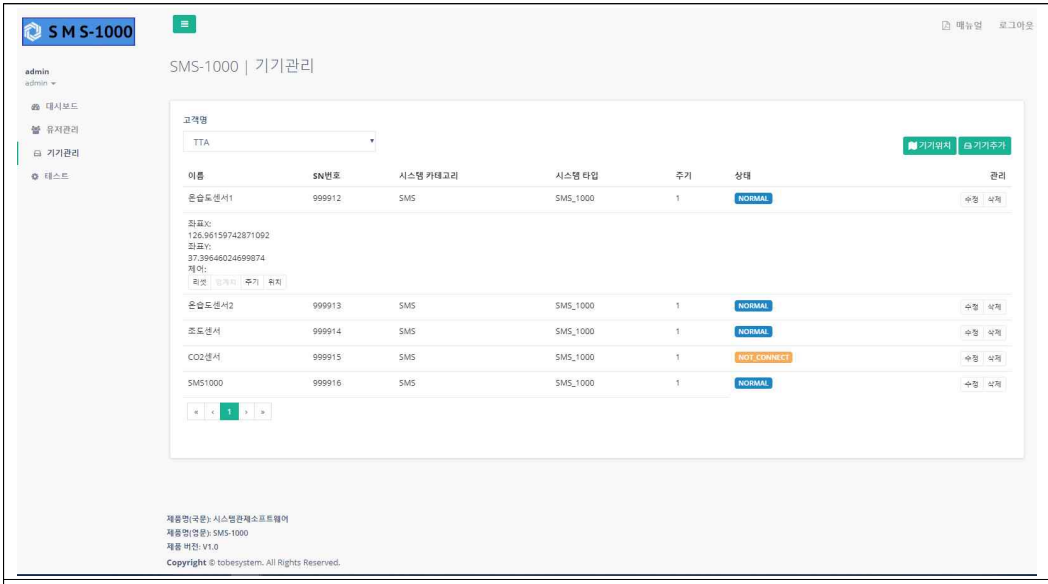 SMS-1000
매뉴얼 로그아웃
admin
admin
대시보드
유저관리
기기관리
테스트
SMS-1000 | 기기관리
고객명
TTA
기기위치 기기추가
이름 SN번호 시스템 카테고리 시스템 타입 주기 상태 관리
온습도센서1 999912 SMS SMS_1000 1 NORMAL 수정 삭제
좌표X:
126.96159742871092
좌표Y:
37.39646024699874
제어:
리셋 주기 위치
온습도센서2 999913 SMS SMS_1000 1 NORMAL 수정 삭제
조도센서 999914 SMS SMS_1000 1 NORMAL 수정 삭제
CO2센서 999915 SMS SMS_1000 1 NOT_CONNECT 수정 삭제
SMS1000 999916 SMS SMS_1000 1 NORMAL 수정 삭제
« ‹ 1 › »
제품명(국문): 시스템관제소프트웨어
제품명(영문): SMS-1000
제품 버전: V1.0
Copyright © tobesystem. All Rights Reserved.